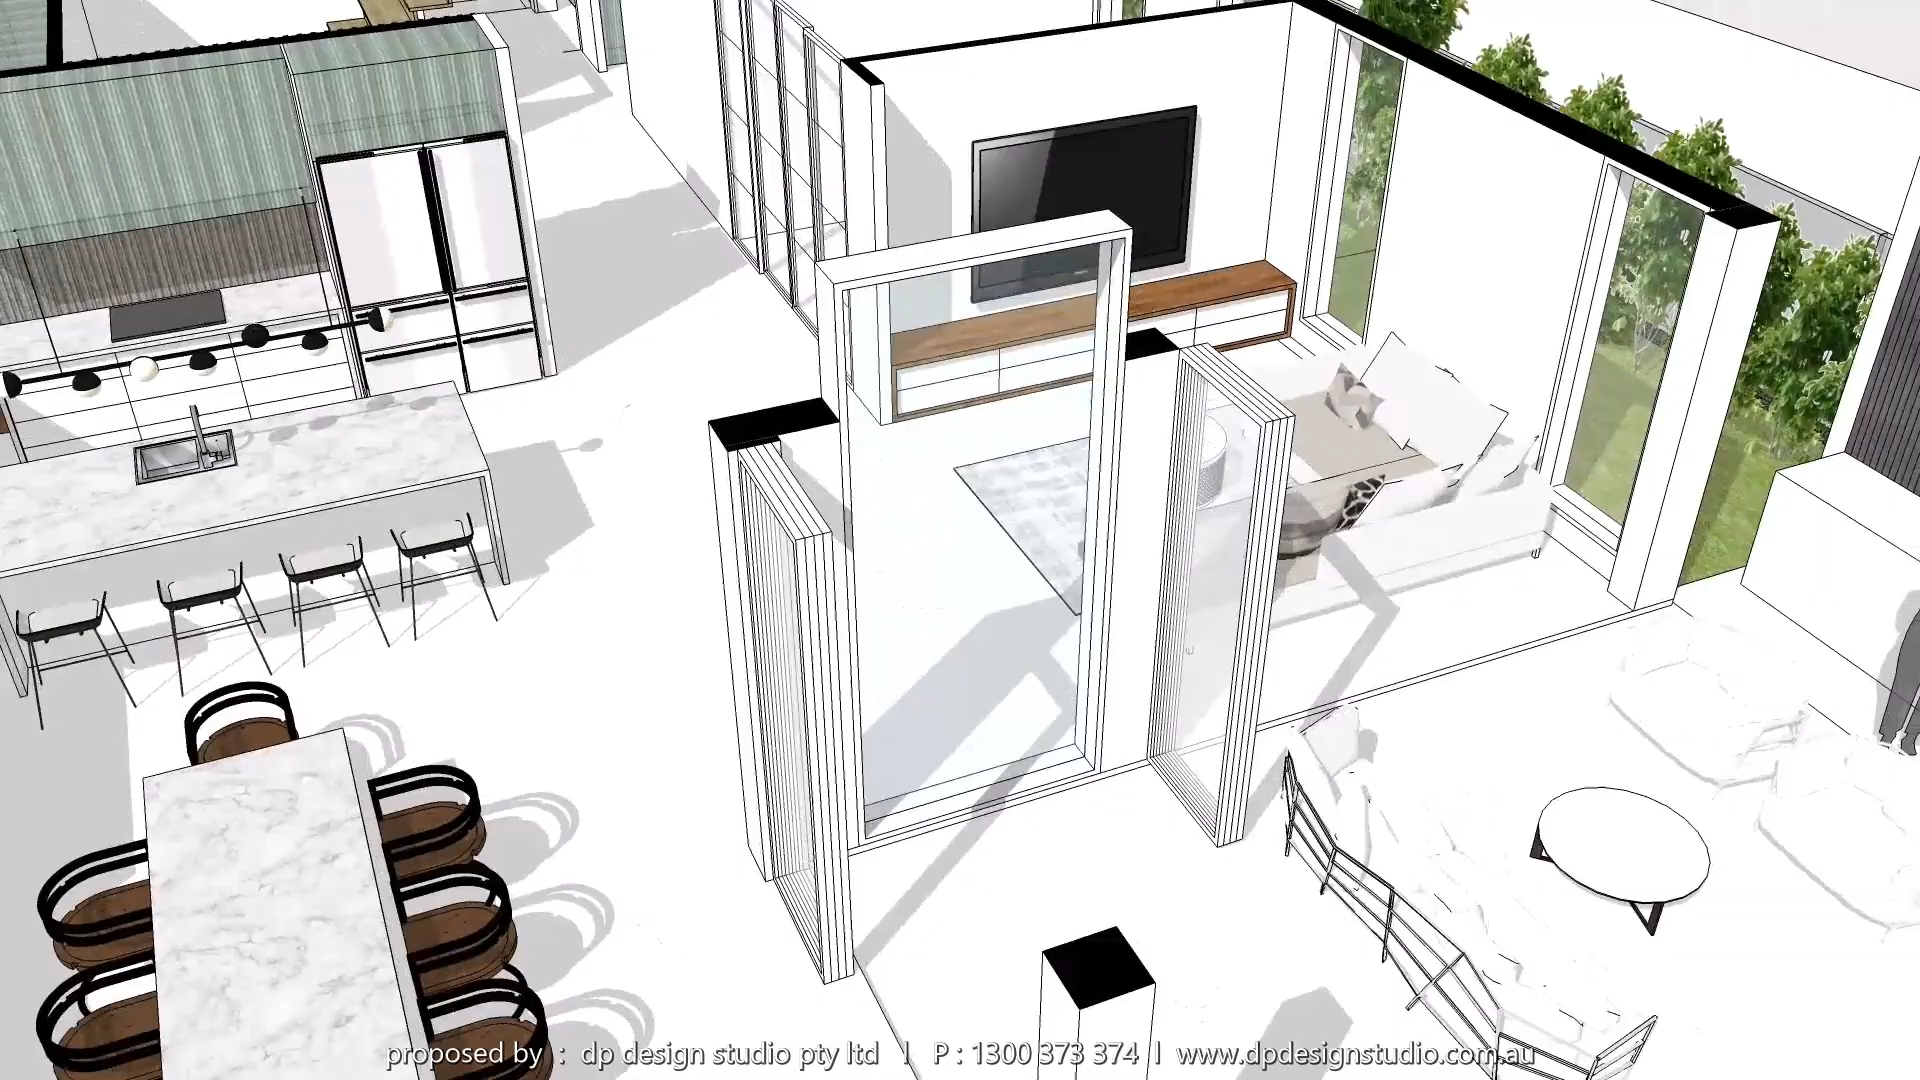 proposed by : dp design studio pty ltd | P : 1300 373 374 | www.dpdesignstudio.com.au